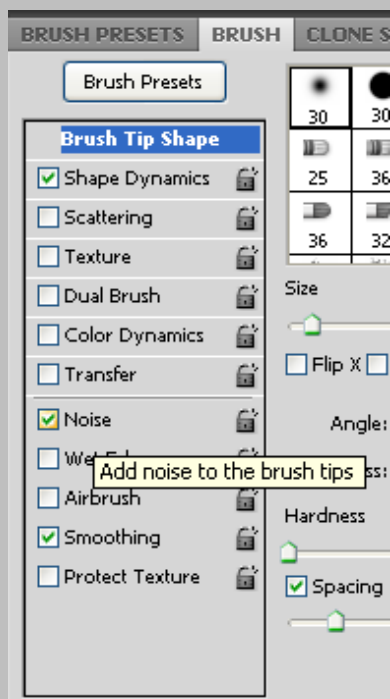 BRUSH PRESETS BRUSH CLONE S
Brush Presets
Brush Tip Shape
Shape Dynamics
Scattering
Texture
Dual Brush
Color Dynamics
Transfer
Noise
Airbrush
Smoothing
Protect Texture
Add noise to the brush tips
30 30
25 36
36 32
Size
Flip X
Angle:
ss:
Hardness
Spacing